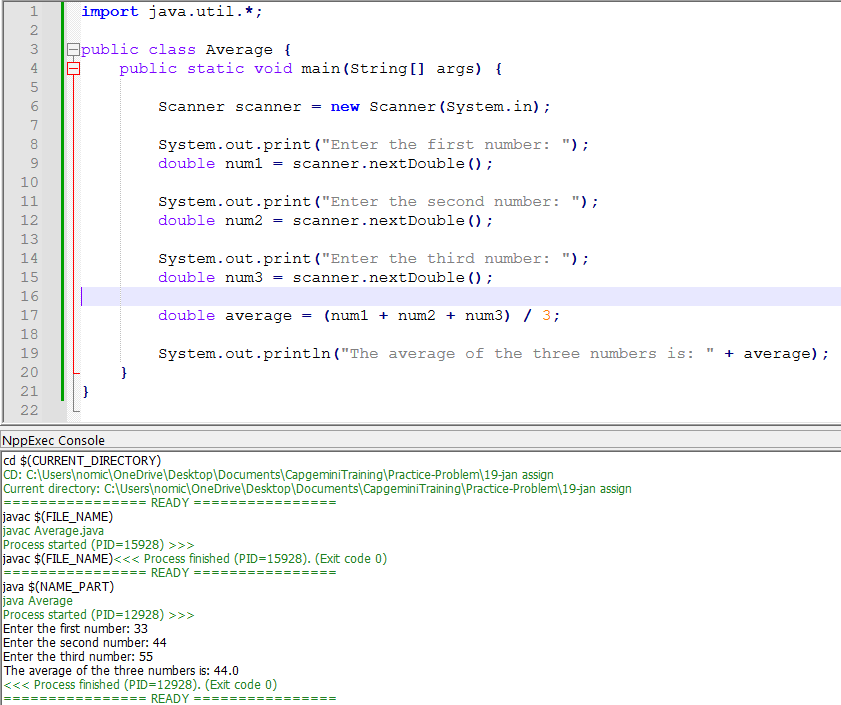 1 import java.util.*;
2
3 public class Average {
4 public static void main(String[] args) {
5
6 Scanner scanner = new Scanner(System.in);
7
8 System.out.print("Enter the first number: ");
9 double num1 = scanner.nextDouble();
10
11 System.out.print("Enter the second number: ");
12 double num2 = scanner.nextDouble();
13
14 System.out.print("Enter the third number: ");
15 double num3 = scanner.nextDouble();
16
17 double average = (num1 + num2 + num3) / 3;
18
19 System.out.println("The average of the three numbers is: " + average);
20 }
21 }
22
NppExec Console
cd $(CURRENT_DIRECTORY)
CD: C:\Users\nomic\OneDrive\Desktop\Documents\CapgeminiTraining\Practice-Problem\19-jan assign
Current directory: C:\Users\nomic\OneDrive\Desktop\Documents\CapgeminiTraining\Practice-Problem\19-jan assign
================ READY ================
javac $(FILE_NAME)
javac Average.java
Process started (PID=15928) >>>
javac $(FILE_NAME)<<< Process finished (PID=15928). (Exit code 0)
================ READY ================
java $(NAME_PART)
java Average
Process started (PID=12928) >>>
Enter the first number: 33
Enter the second number: 44
Enter the third number: 55
The average of the three numbers is: 44.0
<<< Process finished (PID=12928). (Exit code 0)
================ READY ================